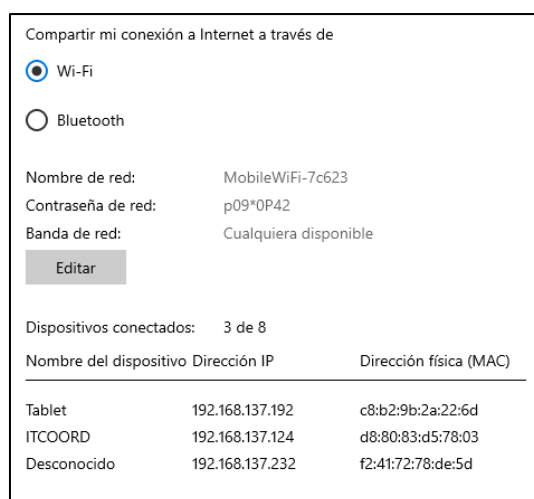 Compartir mi conexión a Internet a través de
Wi-Fi
Bluetooth
Nombre de red: MobileWiFi-7c623
Contraseña de red: p09*0P42
Banda de red: Cualquiera disponible
Editar
Dispositivos conectados: 3 de 8
Nombre del dispositivo Dirección IP Dirección física (MAC)
Tablet 192.168.137.192 c8:b2:9b:2a:22:6d
ITCOORD 192.168.137.124 d8:80:83:d5:78:03
Desconocido 192.168.137.232 f2:41:72:78:de:5d